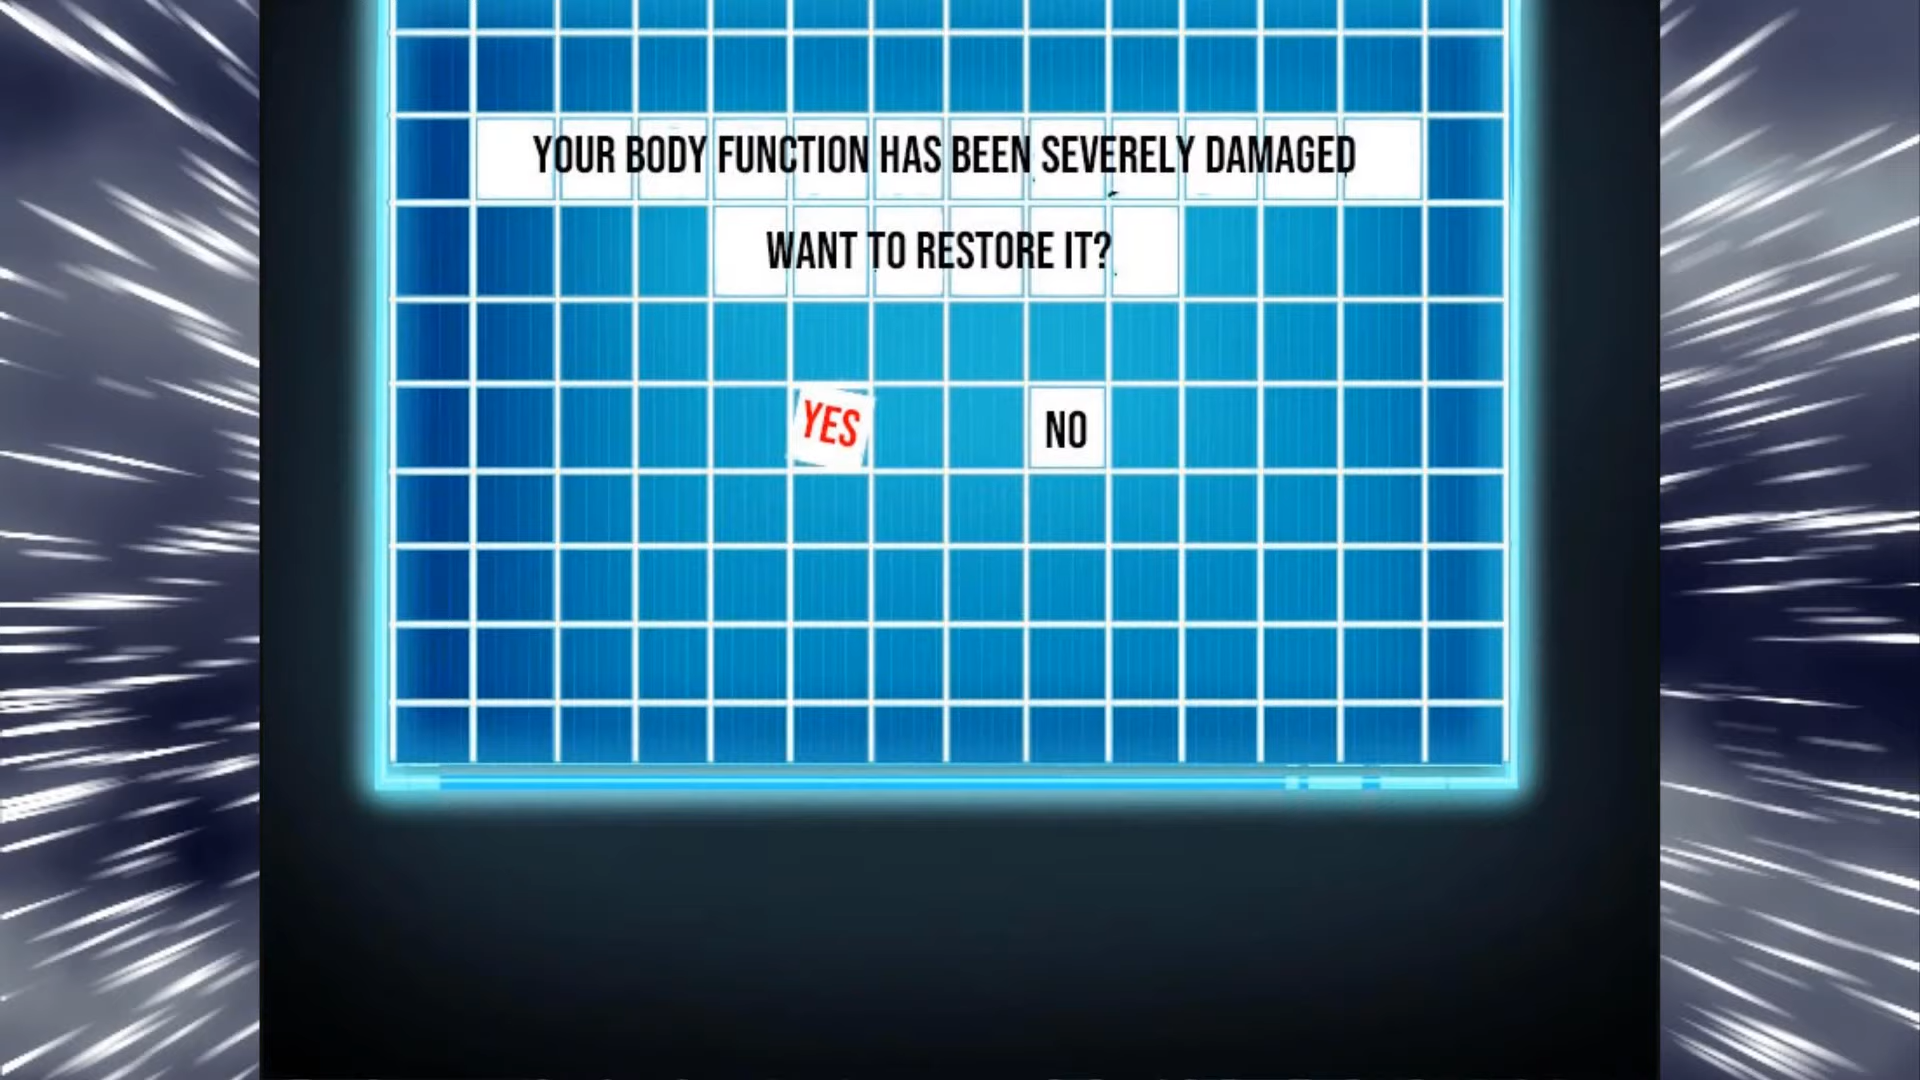 YOUR BODY FUNCTION HAS BEEN SEVERELY DAMAGED
WANT TO RESTORE IT?
YES NO